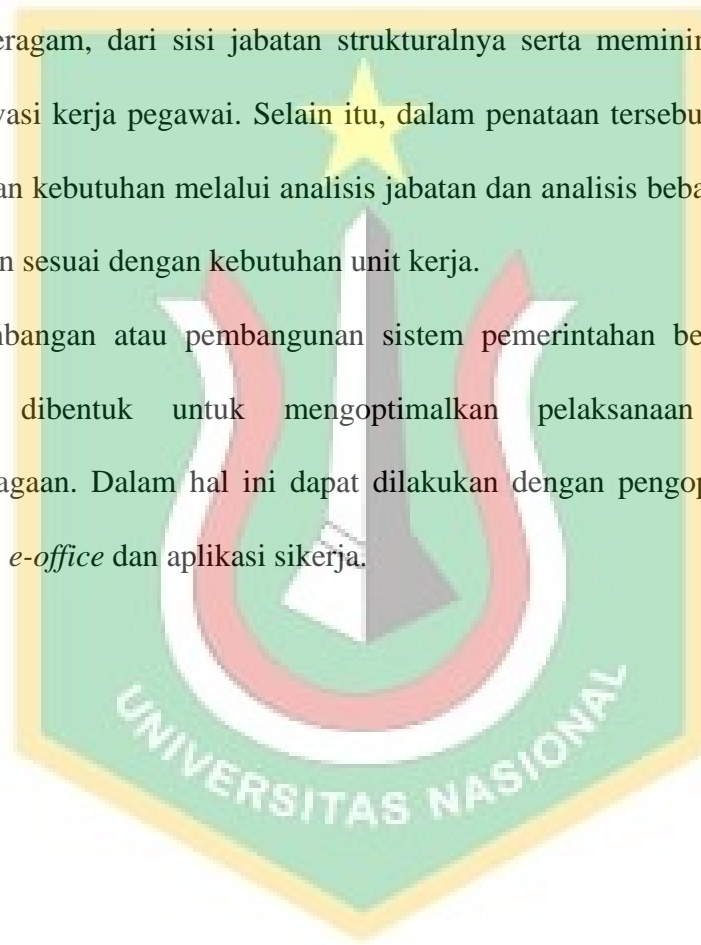 eragam, dari sisi jabatan strukturalnya serta memini
vasi kerja pegawai. Selain itu, dalam penataan tersebu
an kebutuhan melalui analisis jabatan dan analisis beba
n sesuai dengan kebutuhan unit kerja.
mbangan atau pembangunan sistem pemerintahan be
dibentuk untuk mengoptimalkan pelaksanaan
agaan. Dalam hal ini dapat dilakukan dengan pengop
e-office dan aplikasi sikerja.
UNIVERSITAS NASIONAL